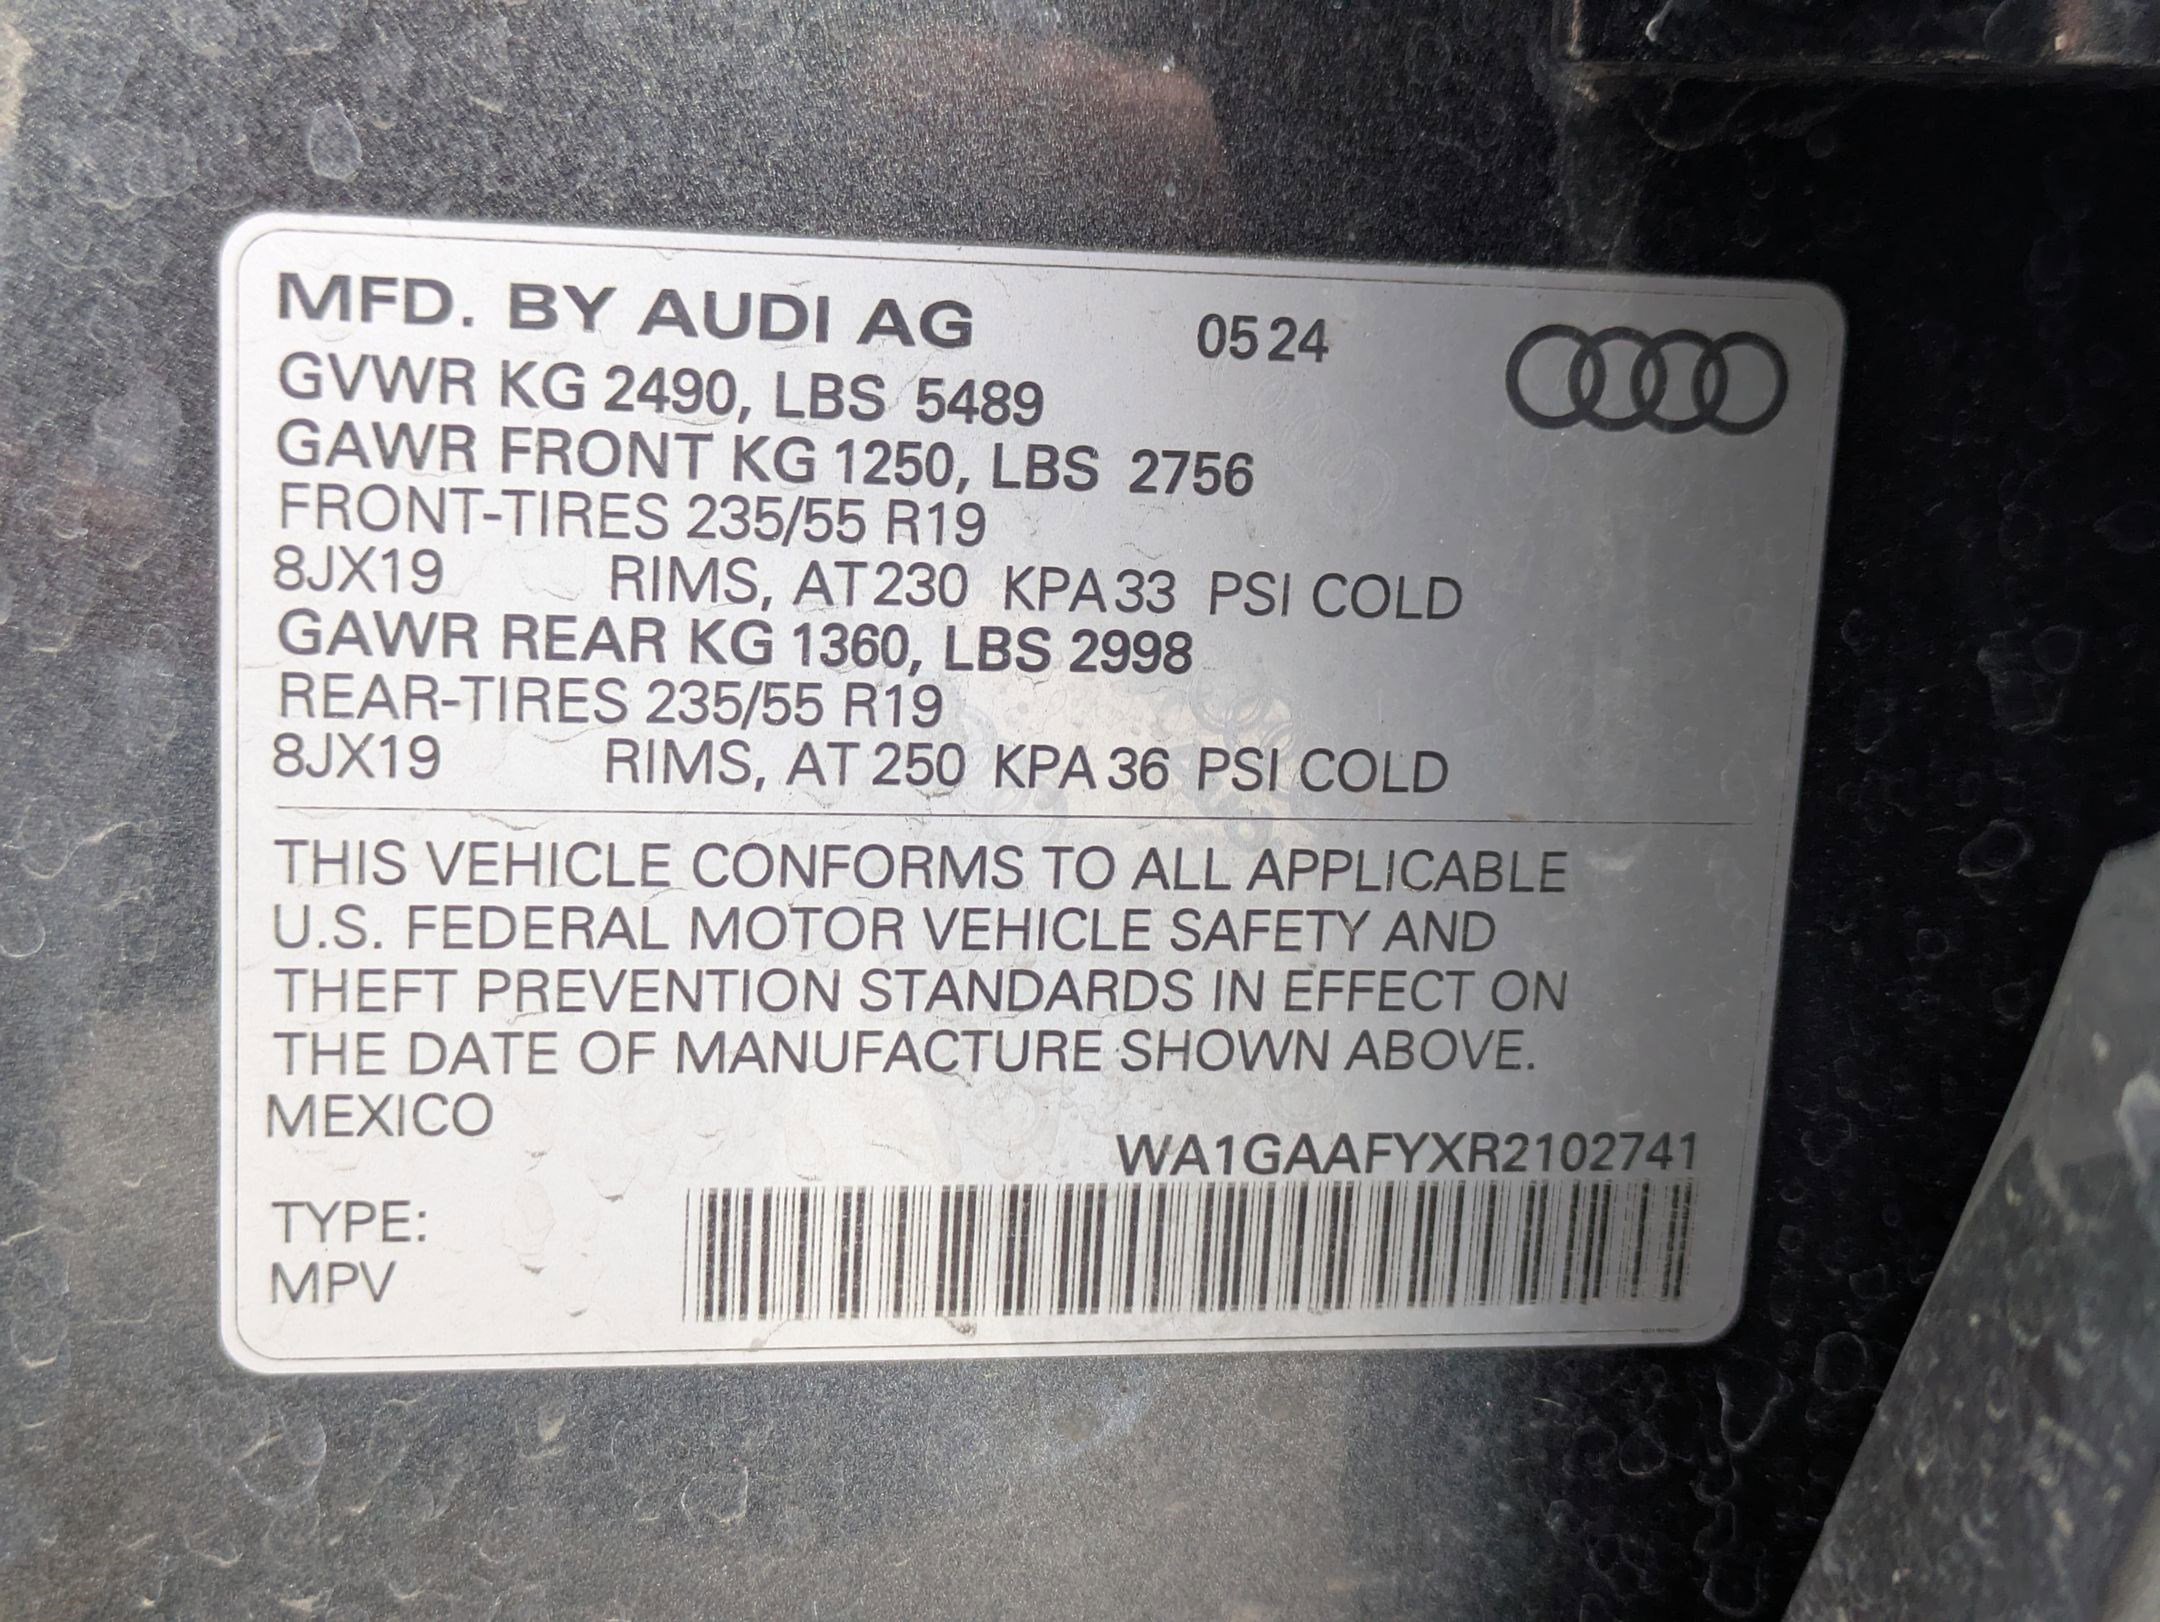 MFD. BY AUDI AG 0524
GVWR KG 2490, LBS 5489
GAWR FRONT KG 1250, LBS 2756
FRONT-TIRES 235/55 R19
8JX19 RIMS, AT 230 KPA 33 PSI COLD
GAWR REAR KG 1360, LBS 2998
REAR-TIRES 235/55 R19
8JX19 RIMS, AT 250 KPA 36 PSI COLD
THIS VEHICLE CONFORMS TO ALL APPLICABLE
U.S. FEDERAL MOTOR VEHICLE SAFETY AND
THEFT PREVENTION STANDARDS IN EFFECT ON
THE DATE OF MANUFACTURE SHOWN ABOVE.
MEXICO
WA1GAAFYXR2102741
TYPE:
MPV